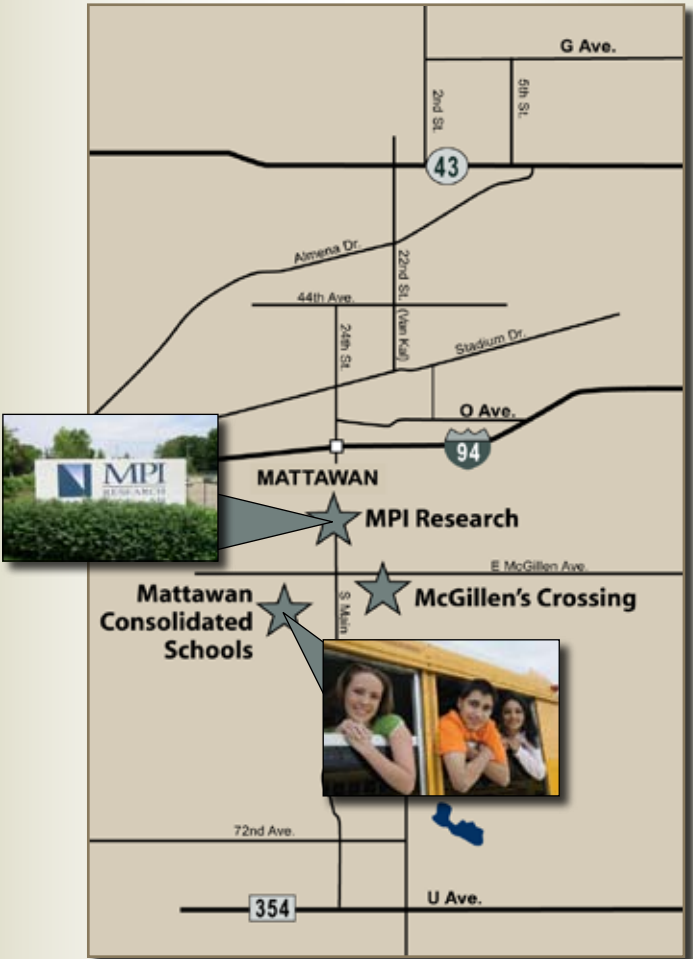 G Ave.
2nd St.
5th St.
43
Almena Dr.
22nd St. (Van Kal)
44th Ave.
24th St.
Stadium Dr.
O Ave.
94
MPI
RESEARCH
MATTAWAN
MPI Research
E McGillen Ave.
Mattawan
Consolidated
Schools
S Main
McGillen's Crossing
72nd Ave.
354
U Ave.